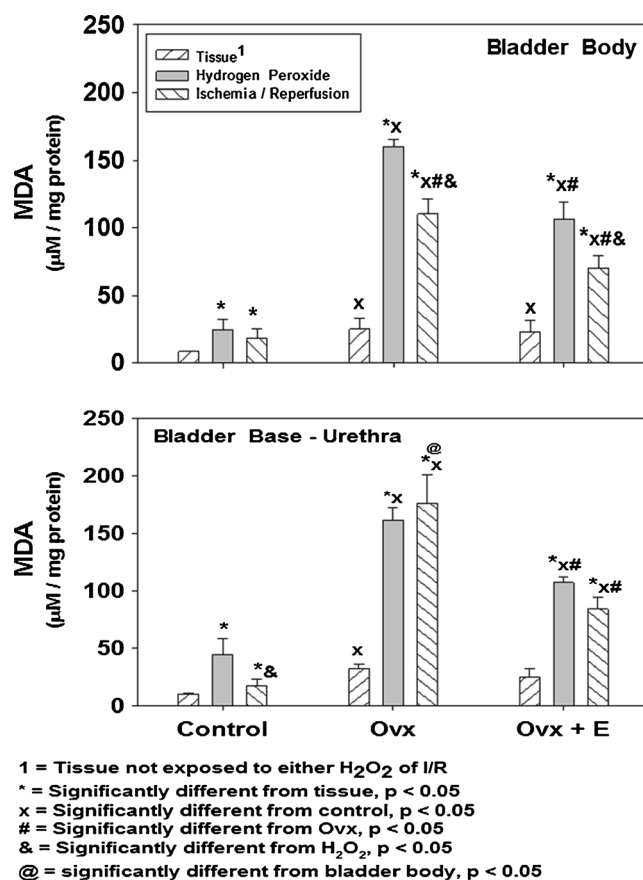 250
200
150
100
50
0
MDA
(µM / mg protein)
Tissue1
Hydrogen Peroxide
Ischemia / Reperfusion
Bladder Body
* *
x *x *x#&
x *x# *x#&
250
200
150
100
50
0
MDA
(µM / mg protein)
Bladder Base - Urethra
* *&
x *x @
*x
*x# *x#
Control Ovx Ovx + E
1 = Tissue not exposed to either H2O2 of I/R
* = Significantly different from tissue, p < 0.05
x = Significantly different from control, p < 0.05
# = Significantly different from Ovx, p < 0.05
& = Significantly different from H2O2, p < 0.05
@ = significantly different from bladder body, p < 0.05